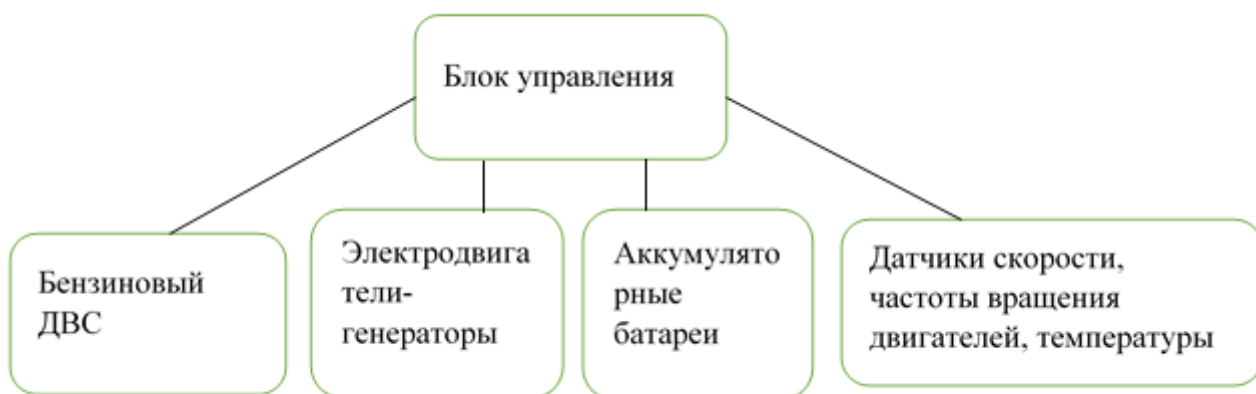 Блок управления
Бензиновый
ДВС
Электродвига
тели-
генераторы
Аккумулято
рные
батареи
Датчики скорости,
частоты вращения
двигателей, температуры